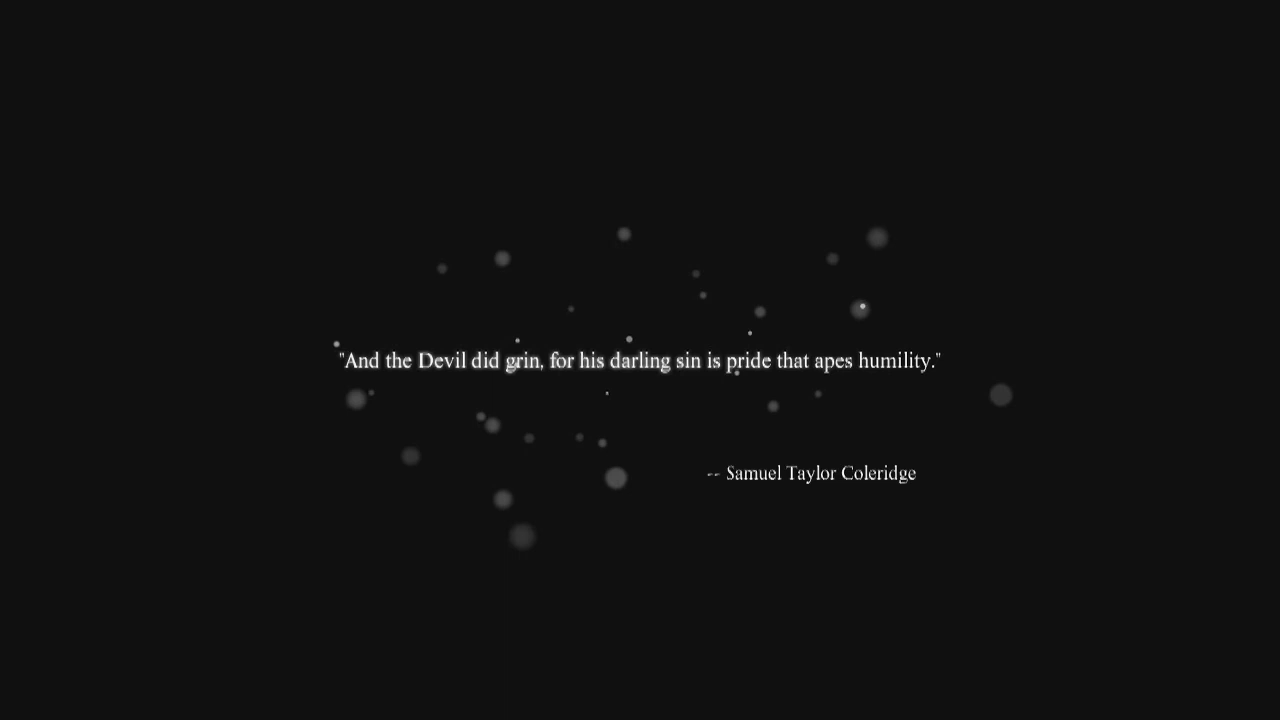 "And the Devil did grin, for his darling sin is pride that apes humility."
-- Samuel Taylor Coleridge